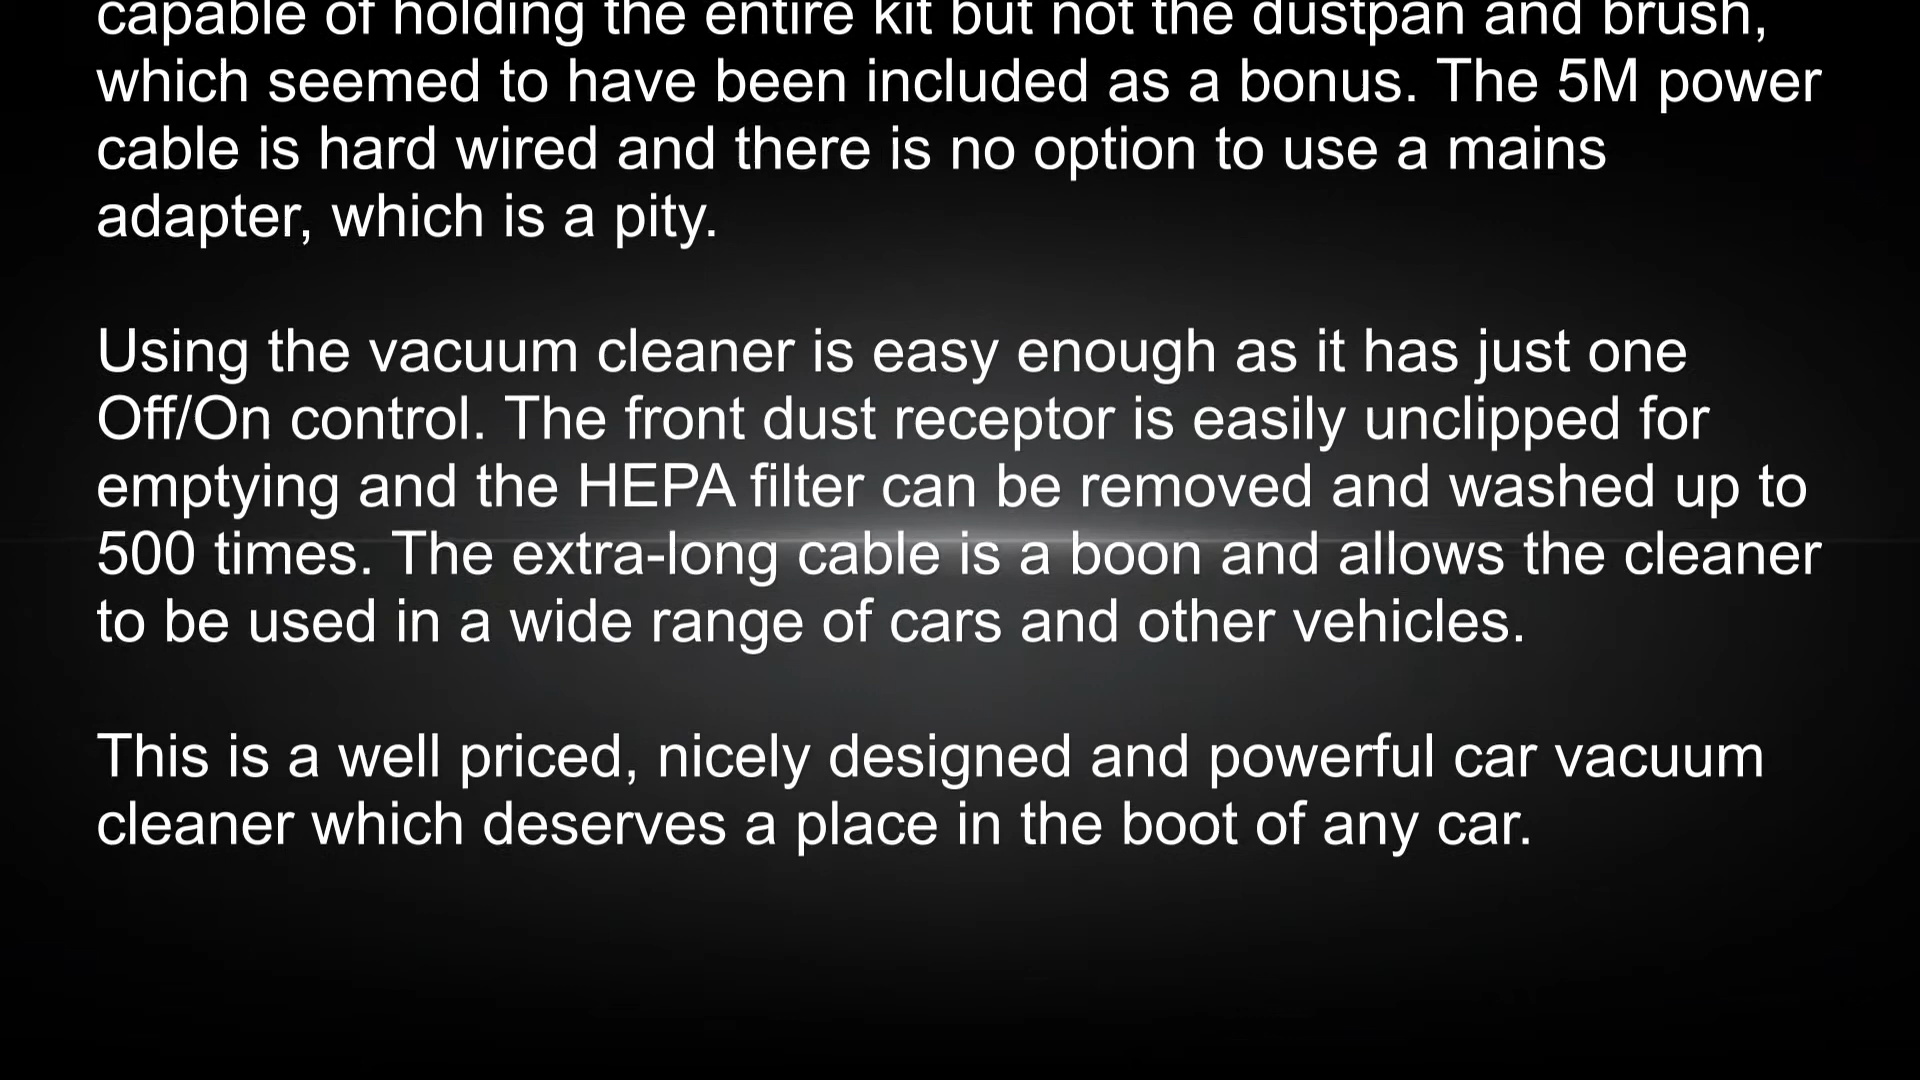 capable of holding the entire kit but not the dustpan and brush,
which seemed to have been included as a bonus. The 5M power
cable is hard wired and there is no option to use a mains
adapter, which is a pity.
Using the vacuum cleaner is easy enough as it has just one
Off/On control. The front dust receptor is easily unclipped for
emptying and the HEPA filter can be removed and washed up to
500 times. The extra-long cable is a boon and allows the cleaner
to be used in a wide range of cars and other vehicles.
This is a well priced, nicely designed and powerful car vacuum
cleaner which deserves a place in the boot of any car.